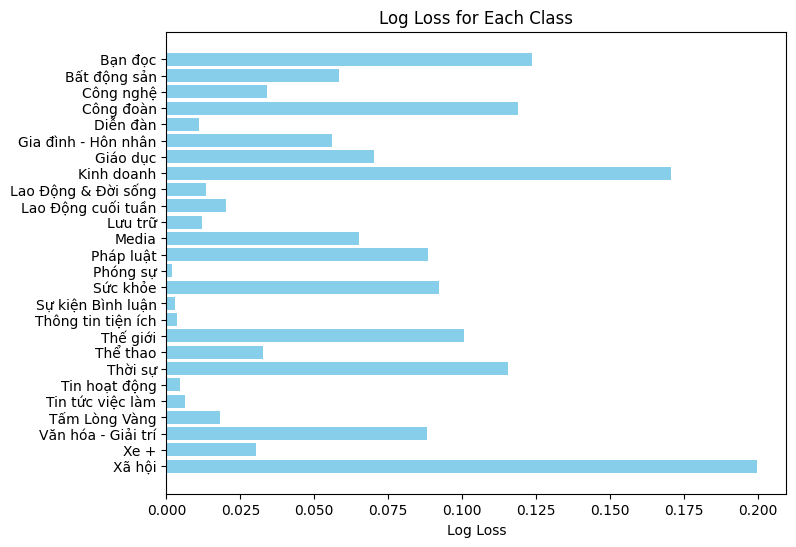 Log Loss for Each Class
Bạn đọc
Bất động sản
Công nghệ
Công đoàn
Diễn đàn
Gia đình - Hôn nhân
Giáo dục
Kinh doanh
Lao Động & Đời sống
Lao Động cuối tuần
Lưu trữ
Media
Pháp luật
Phóng sự
Sức khỏe
Sự kiện Bình luận
Thông tin tiện ích
Thế giới
Thể thao
Thời sự
Tin hoạt động
Tin tức việc làm
Tấm Lòng Vàng
Văn hóa - Giải trí
Xe +
Xã hội
0.000 0.025 0.050 0.075 0.100 0.125 0.150 0.175 0.200
Log Loss